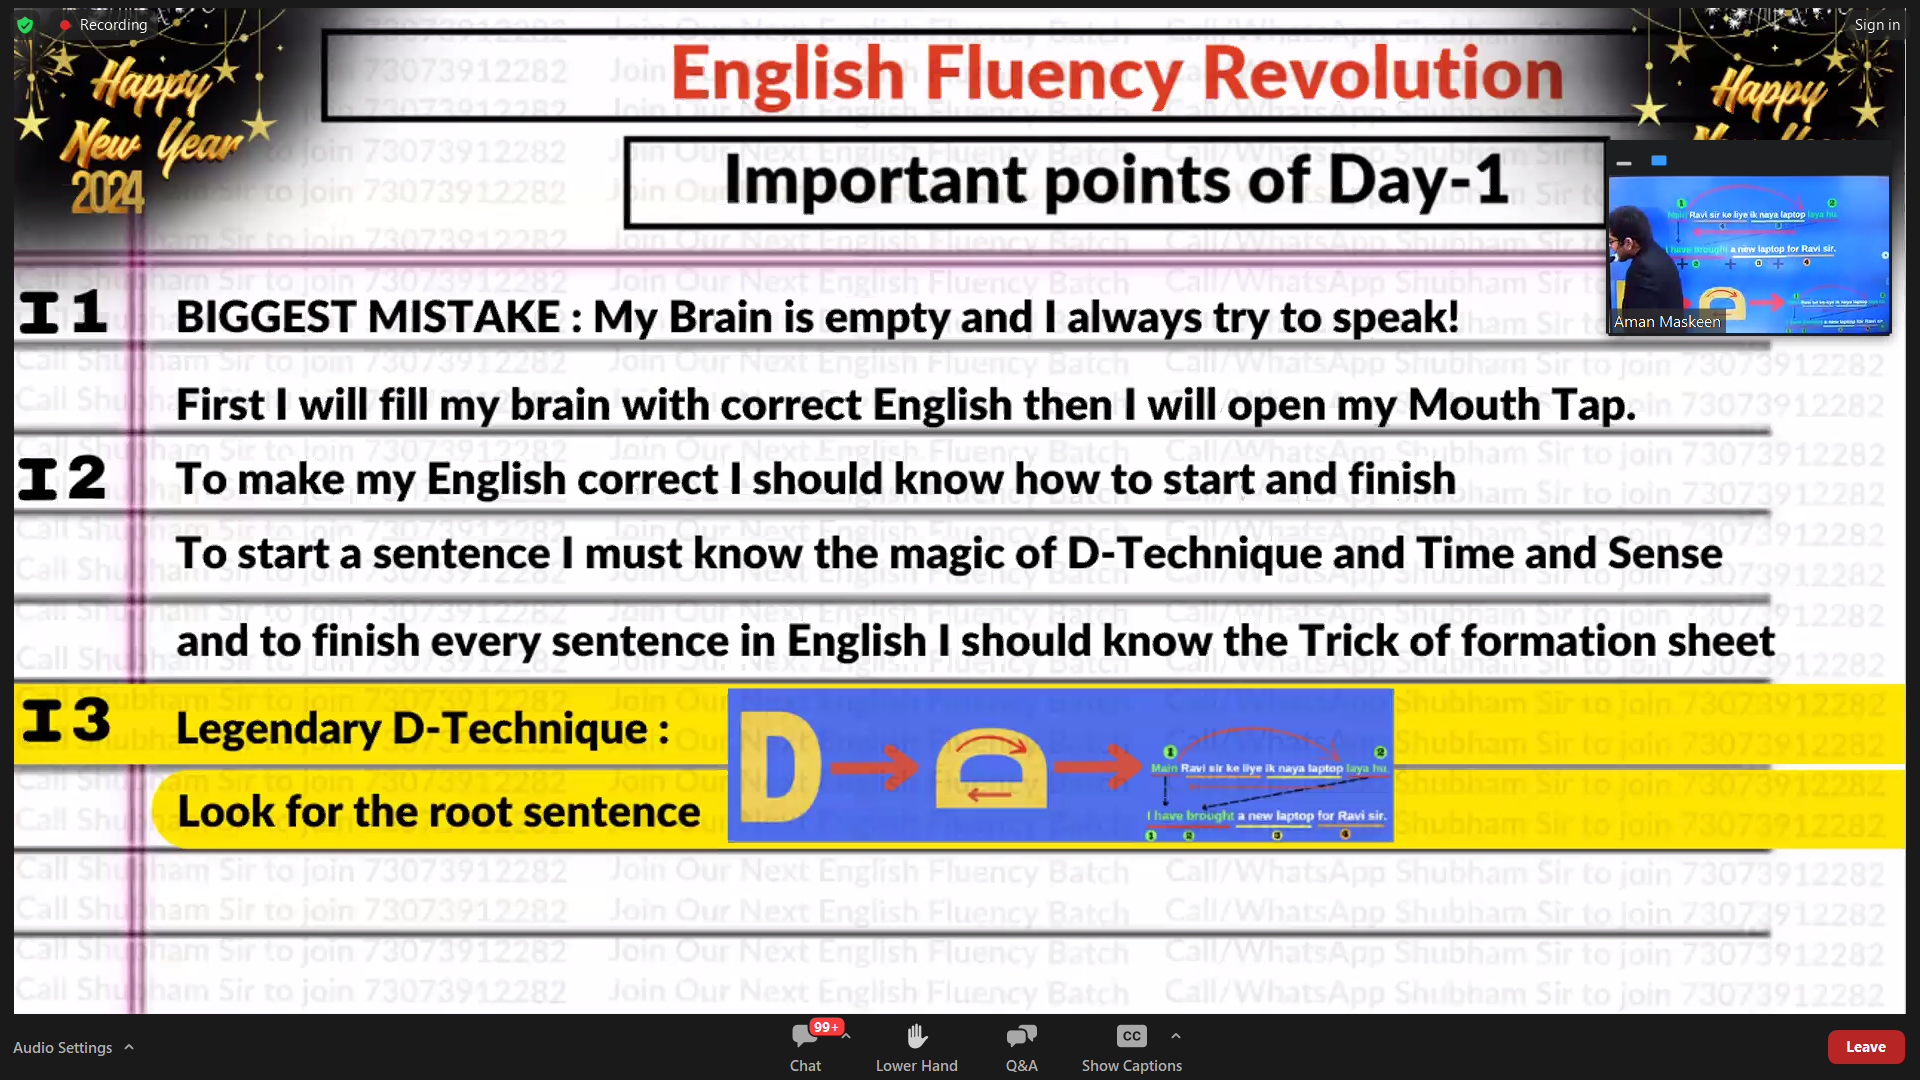 Recording
Sign in
Happy
New Year
2024
English Fluency Revolution
Happy
Important points of Day-1
Main Ravi sir ke liye ik naya laptop laya hu.
I have brought a new laptop for Ravi sir.
Aman Maskeen
I1 BIGGEST MISTAKE : My Brain is empty and I always try to speak!
First I will fill my brain with correct English then I will open my Mouth Tap.
I2 To make my English correct I should know how to start and finish
To start a sentence I must know the magic of D-Technique and Time and Sense
and to finish every sentence in English I should know the Trick of formation sheet
I3 Legendary D-Technique :
Look for the root sentence
D
1 2
Main Ravi sir ke liye ik naya laptop laya hu.
I have brought a new laptop for Ravi sir.
1 2 3 4
Call Shubham Sir to join 73073912282 Join Our Next English Fluency Batch Call/WhatsApp Shubham Sir to join 73073912282
Audio Settings
99+
Chat
Lower Hand
Q&A
CC
Show Captions
Leave